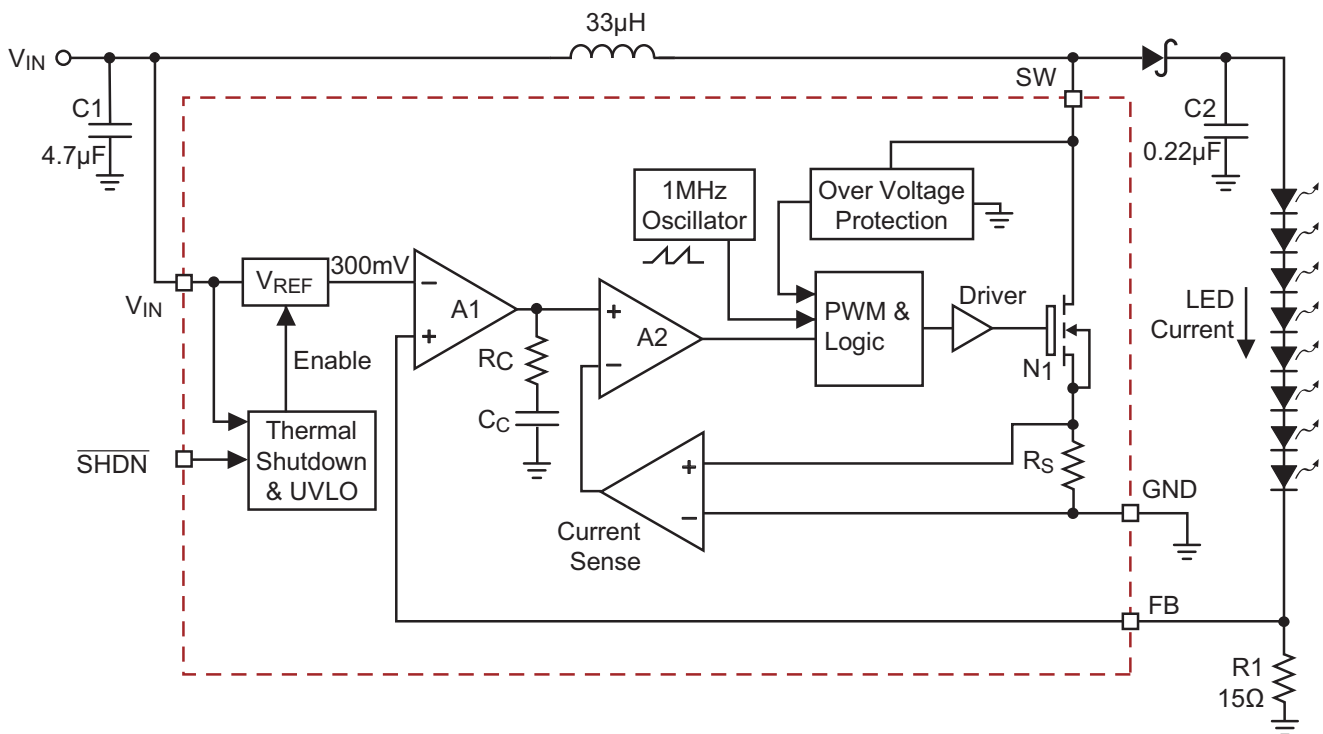 33µH
VIN
SW
C1
4.7µF
C2
0.22µF
1MHz
Oscillator
Over Voltage
Protection
VREF
300mV
VIN
–
+
A1
+
–
A2
PWM &
Logic
Driver
N1
LED
Current
Enable
RC
CC
Thermal
Shutdown
& UVLO
SHDN
+
–
Current
Sense
RS
GND
FB
R1
15Ω